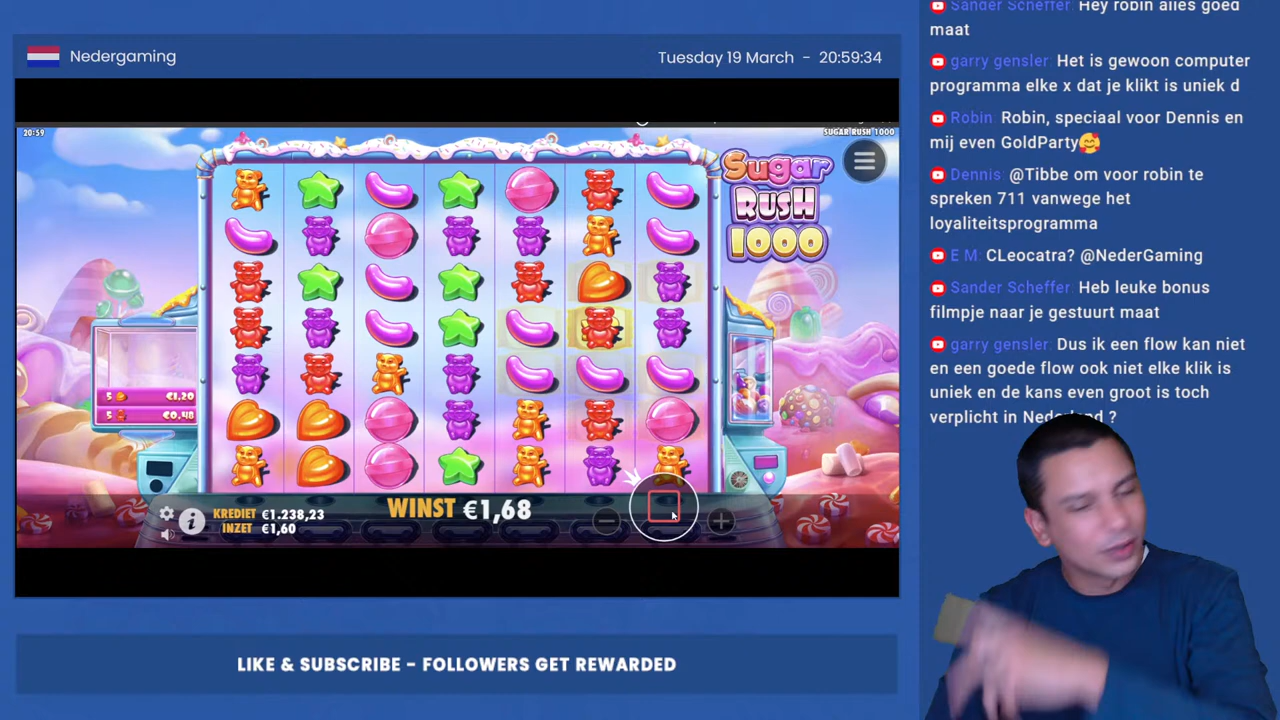 Nedergaming
Tuesday 19 March - 20:59:34
20:59
SUGAR RUSH 1000
Sugar
RUSH
1000
5 €1,20
5 €0,48
KREDIET €1.238,23
INZET €1,60
WINST €1,68
LIKE & SUBSCRIBE - FOLLOWERS GET REWARDED
Sander Scheffer: Hey robin alles goed
maat
garry gensler: Het is gewoon computer
programma elke x dat je klikt is uniek d
Robin: Robin, speciaal voor Dennis en
mij even GoldParty🥰
Dennis: @Tibbe om voor robin te
spreken 711 vanwege het
loyaliteitsprogramma
E M: CLeocatra? @NederGaming
Sander Scheffer: Heb leuke bonus
filmpje naar je gestuurt maat
garry gensler: Dus ik een flow kan niet
en een goede flow ook niet elke klik is
uniek en de kans even groot is toch
verplicht in Nederland ?